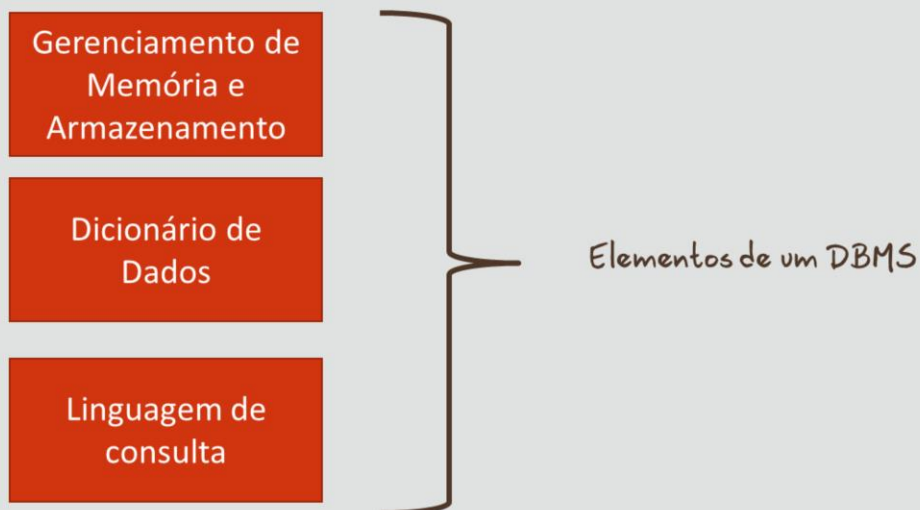 Gerenciamento de
Memória e
Armazenamento
Dicionário de
Dados
Linguagem de
consulta
Elementos de um DBMS